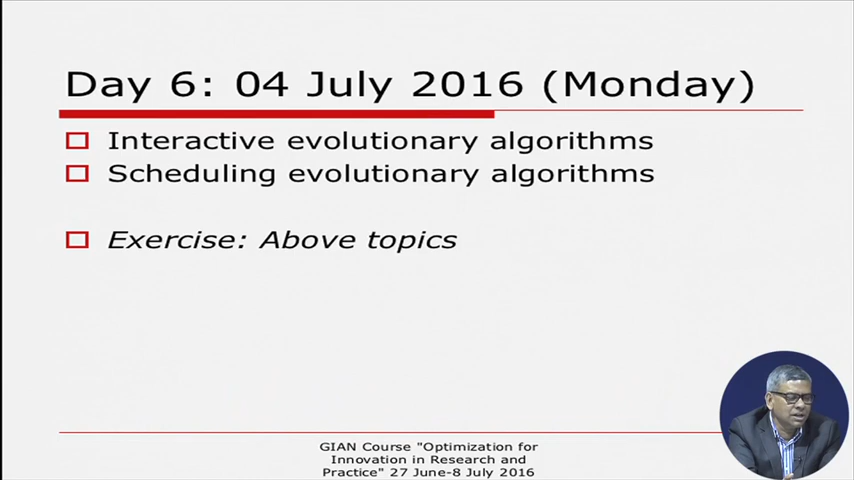 Day 6: 04 July 2016 (Monday)
Interactive evolutionary algorithms
Scheduling evolutionary algorithms
Exercise: Above topics
GIAN Course "Optimization for
Innovation in Research and
Practice" 27 June-8 July 2016